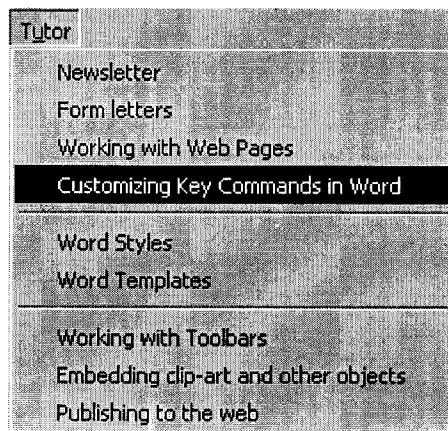 Tutor
Newsletter
Form letters
Working with Web Pages
Customizing Key Commands in Word
Word Styles
Word Templates
Working with Toolbars
Embedding clip-art and other objects
Publishing to the web